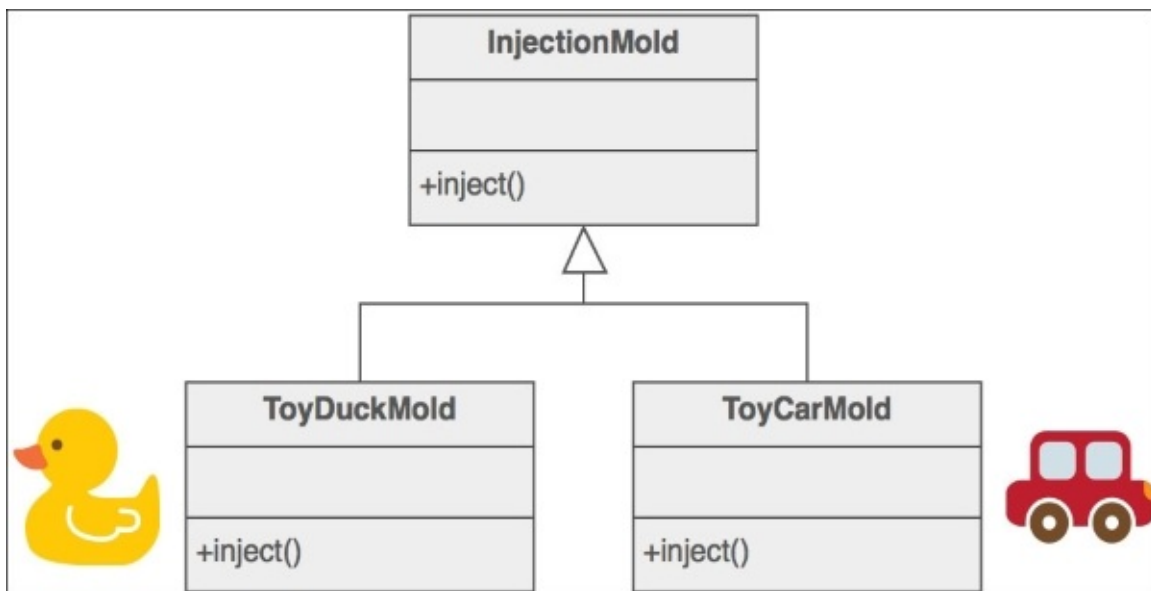 InjectionMold
+inject()
ToyDuckMold
+inject()
ToyCarMold
+inject()